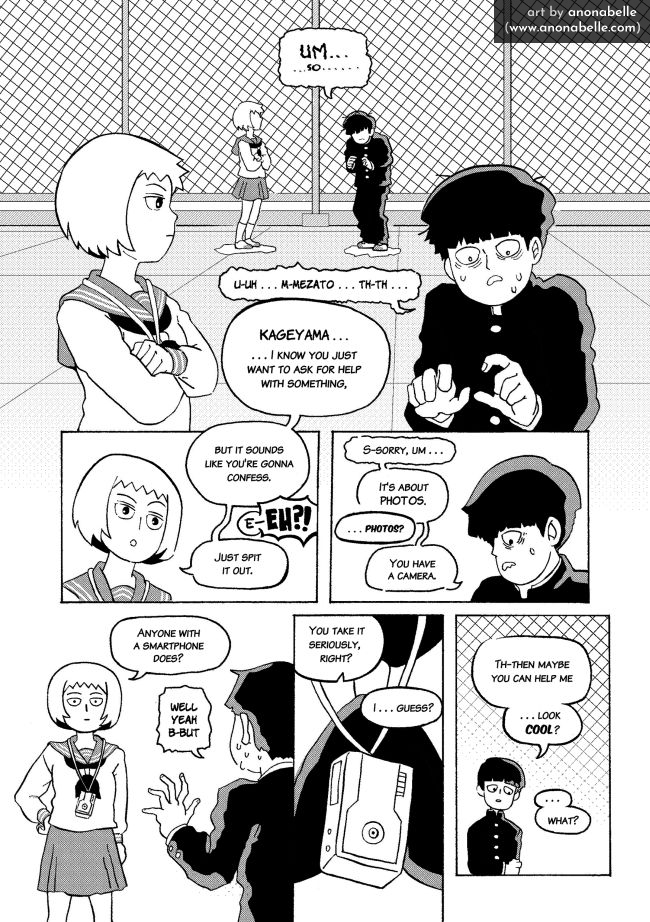 art by anonabelle
(www.anonabelle.com)
UM...
...SO.......
U-UH . . . M-MEZATO . . . TH-TH . . .
KAGEYAMA . . .
. . . I KNOW YOU JUST
WANT TO ASK FOR HELP
WITH SOMETHING,
BUT IT SOUNDS
LIKE YOU'RE GONNA
CONFESS.
E-EH?!
JUST SPIT
IT OUT.
S-SORRY, UM . . .
IT'S ABOUT
PHOTOS.
. . . PHOTOS?
YOU HAVE
A CAMERA.
ANYONE WITH
A SMARTPHONE
DOES?
WELL
YEAH
B-BUT
YOU TAKE IT
SERIOUSLY,
RIGHT?
I . . . GUESS?
TH-THEN MAYBE
YOU CAN HELP ME
. . . LOOK
COOL?
. . .
WHAT?